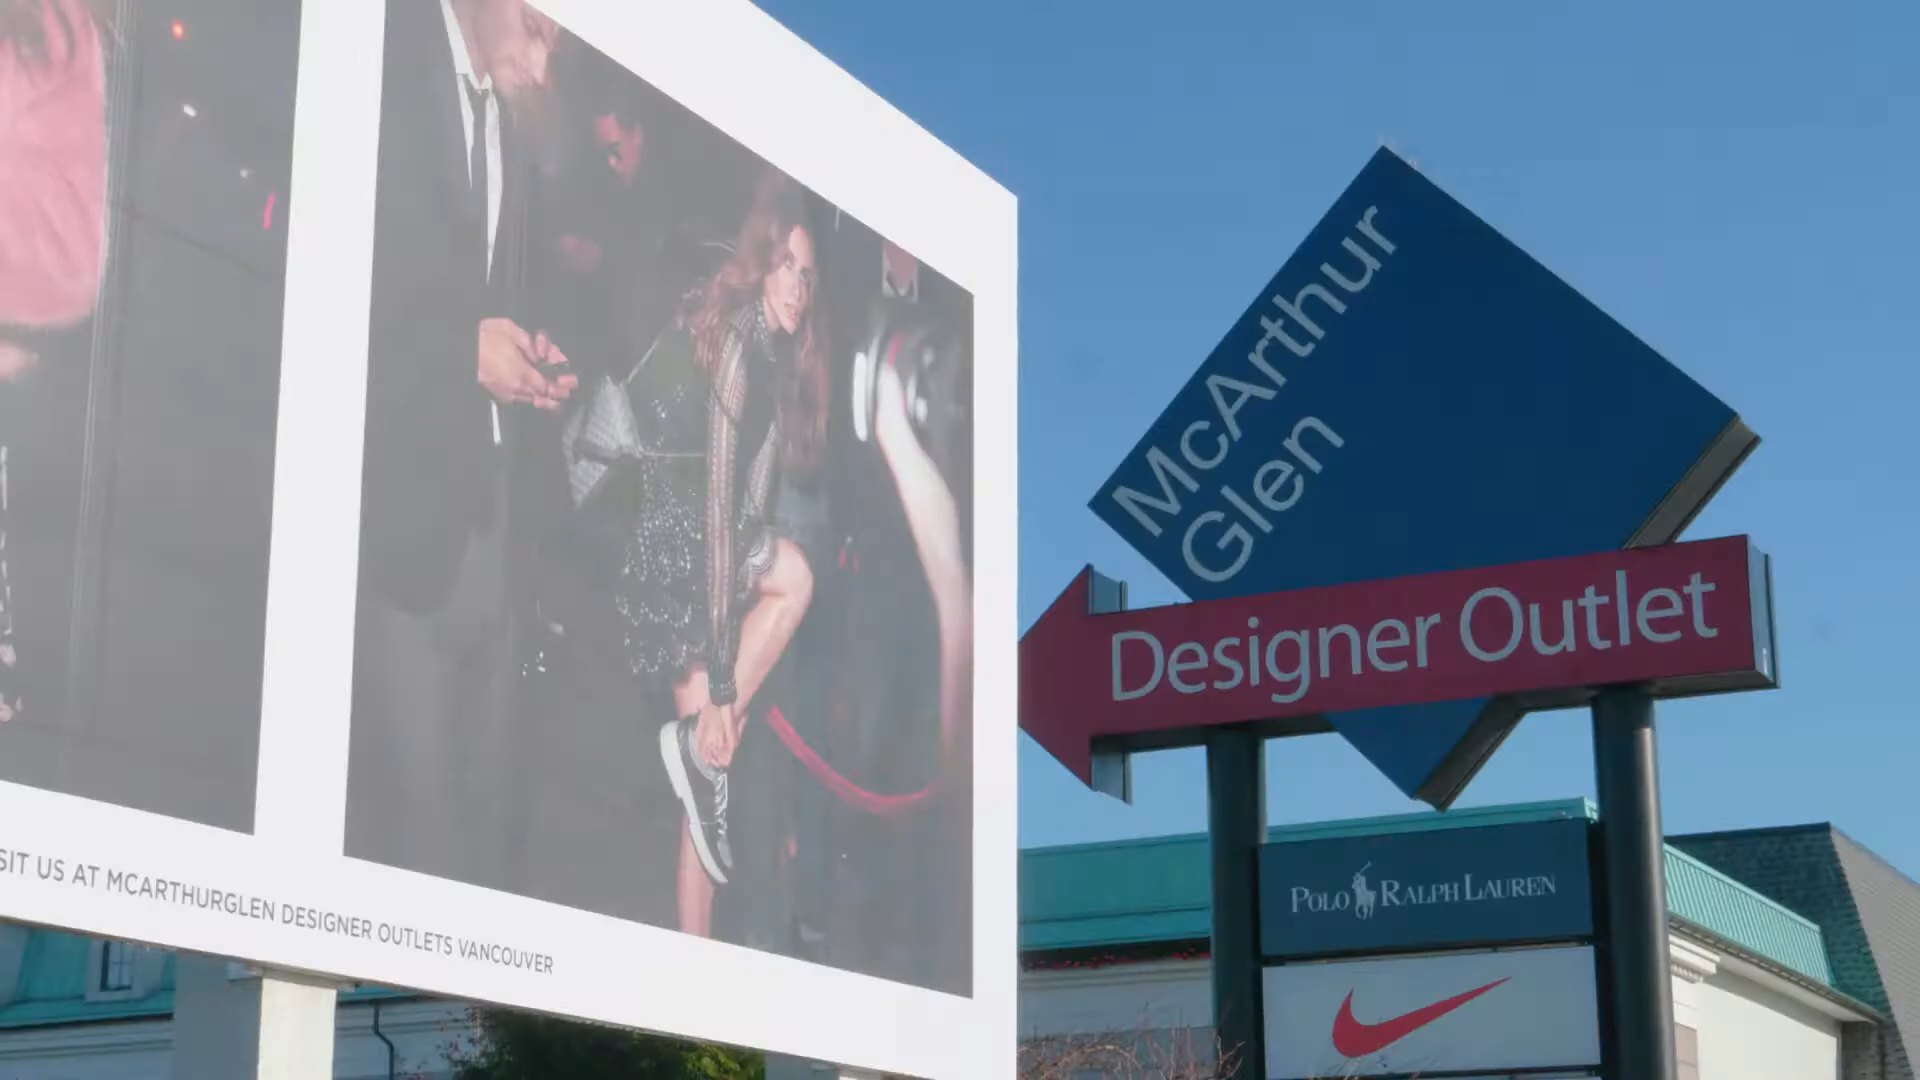 SIT US AT MCARTHURGLEN DESIGNER OUTLETS VANCOUVER
McArthur
Glen
Designer Outlet
POLO RALPH LAUREN